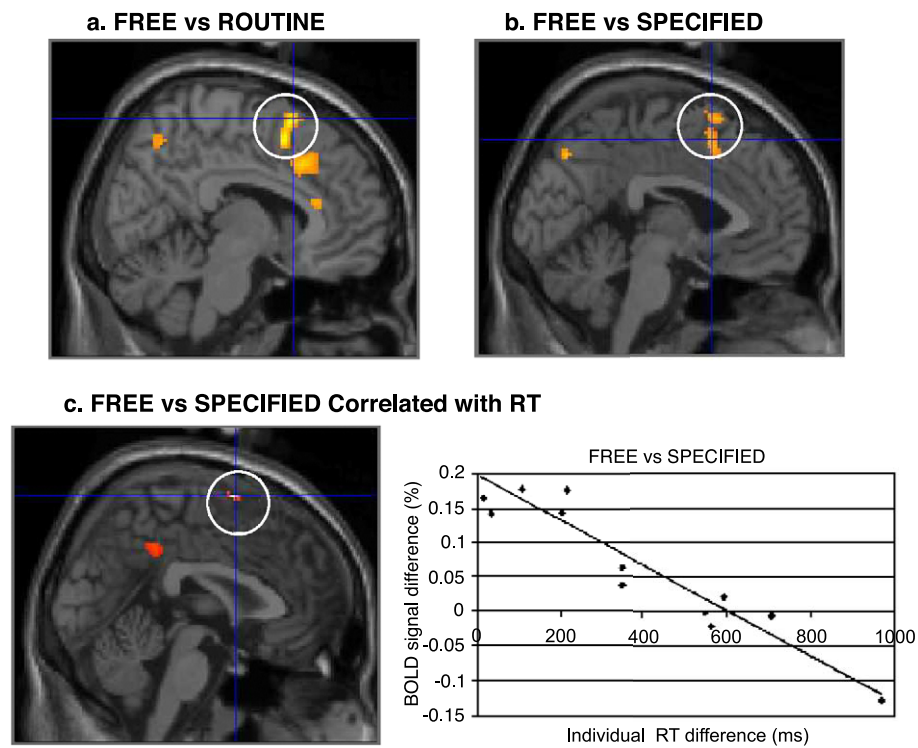 a. FREE vs ROUTINE
b. FREE vs SPECIFIED
c. FREE vs SPECIFIED Correlated with RT
FREE vs SPECIFIED
BOLD signal difference (%)
0.2
0.15
0.1
0.05
0
-0.05
-0.1
-0.15
0 200 400 600 800 1000
Individual RT difference (ms)